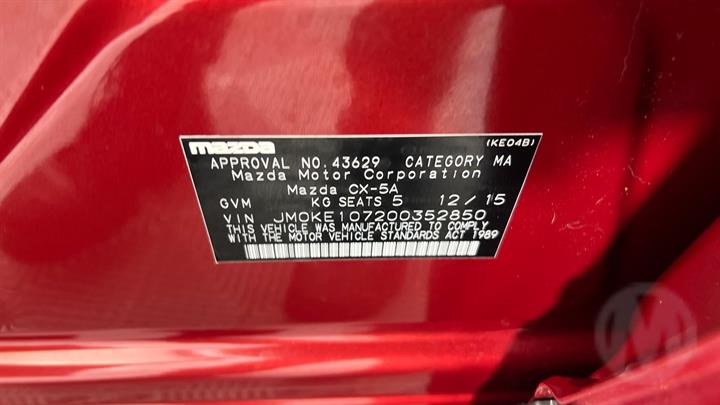 mazda (KE04B)
APPROVAL NO. 43629 CATEGORY MA
Mazda Motor Corporation
Mazda CX-5A
GVM KG SEATS 5 12/15
VIN JM0KE107200352850
THIS VEHICLE WAS MANUFACTURED TO COMPLY
WITH THE MOTOR VEHICLE STANDARDS ACT 1989
M